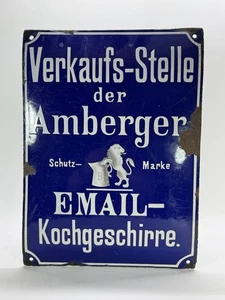 Verkaufs-Stelle
der
Amberger
Schutz- Marke
EMAIL-
Kochgeschirre.